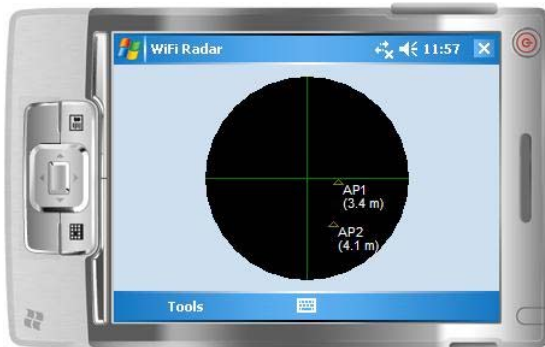 WiFi Radar 11:57
AP1
(3.4 m)
AP2
(4.1 m)
Tools